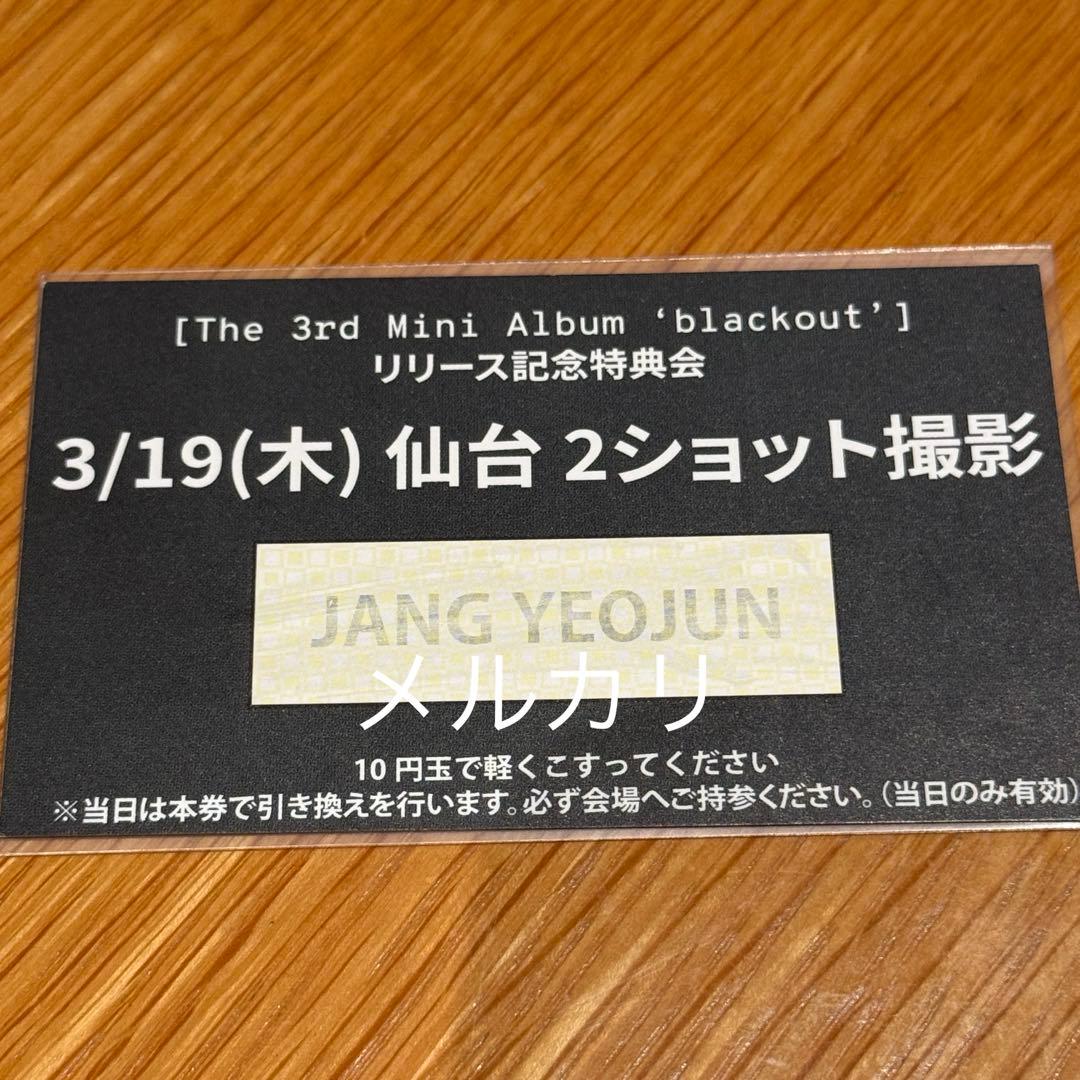 [The 3rd Mini Album ‘blackout’]
リリース記念特典会
3/19(木) 仙台 2ショット撮影
JANG YEOJUN
メルカリ
10 円玉で軽くこすってください
※当日は本券で引き換えを行います。必ず会場へご持参ください。(当日のみ有効)